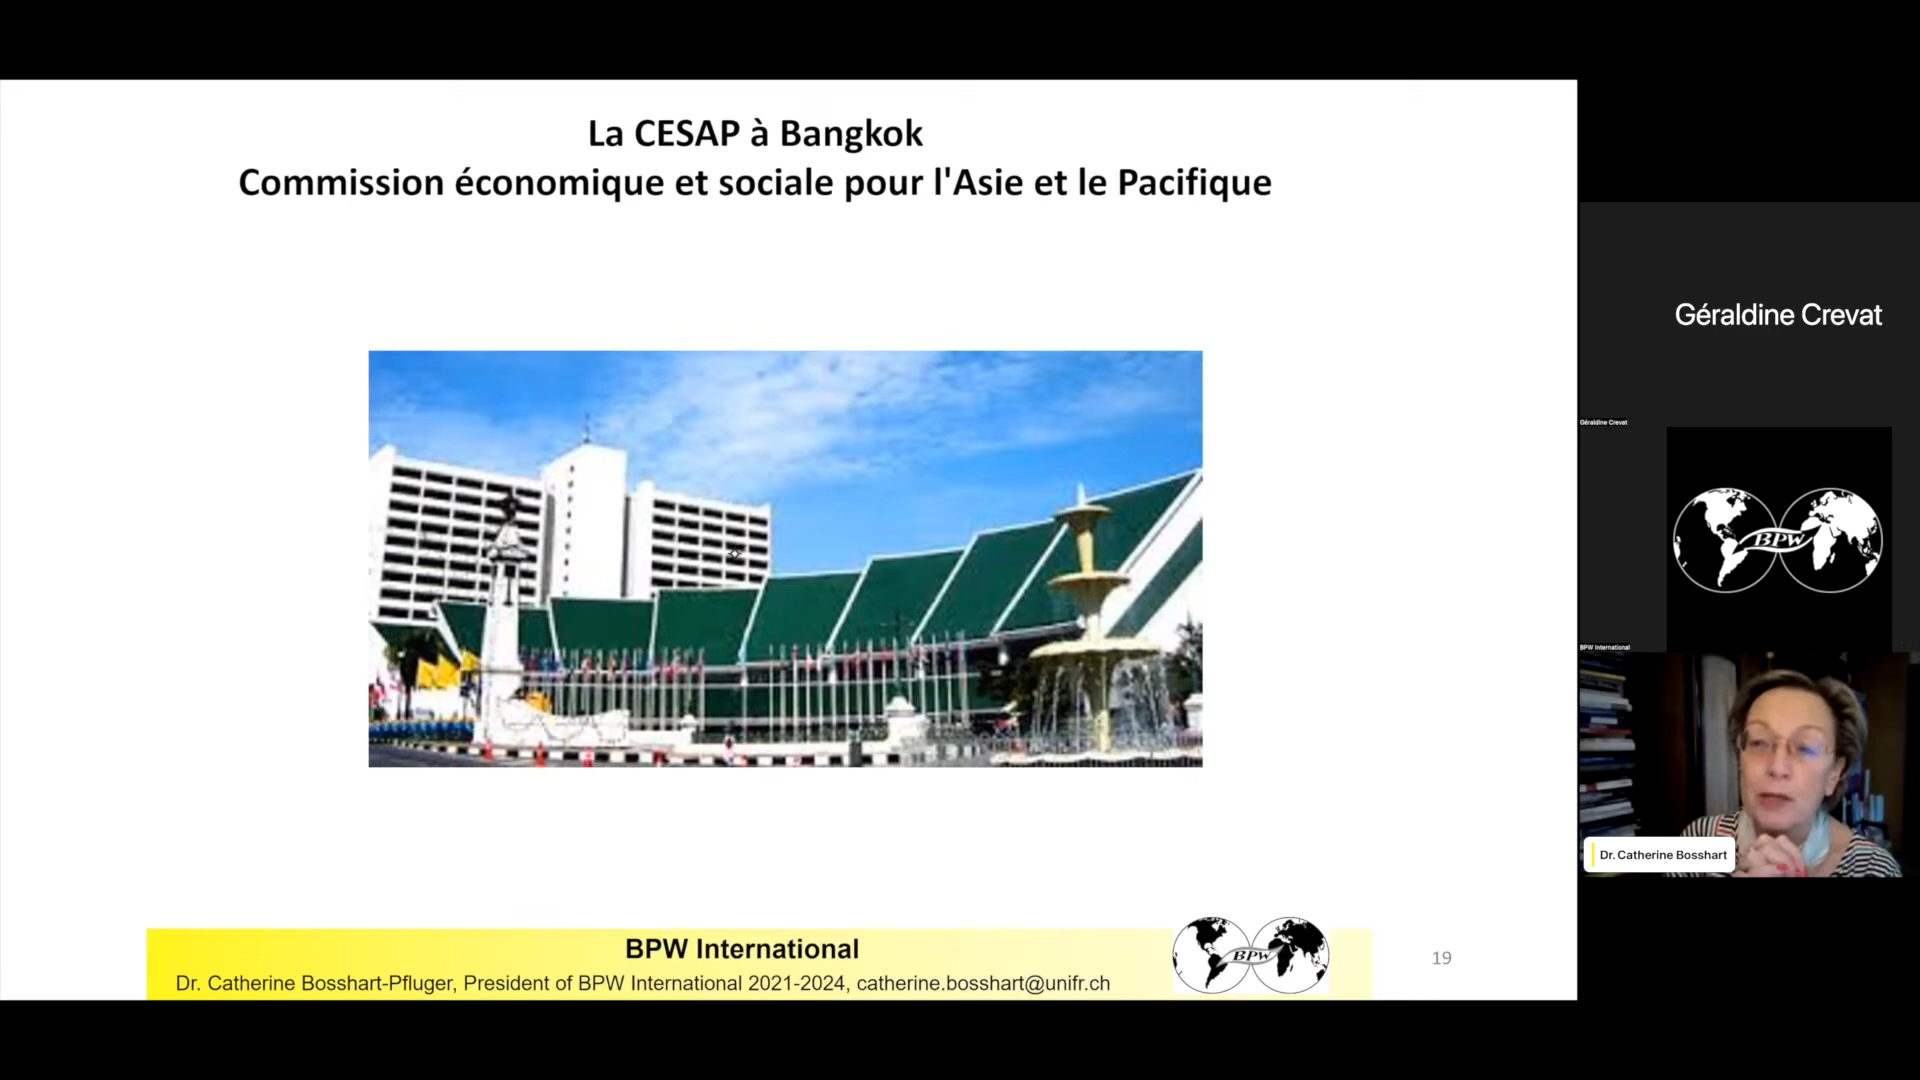 La CESAP à Bangkok
Commission économique et sociale pour l'Asie et le Pacifique
BPW International
Dr. Catherine Bosshart-Pfluger, President of BPW International 2021-2024, catherine.bosshart@unifr.ch
BPW
19
Géraldine Crevat
Géraldine Crevat
BPW
BPW International
Dr. Catherine Bosshart